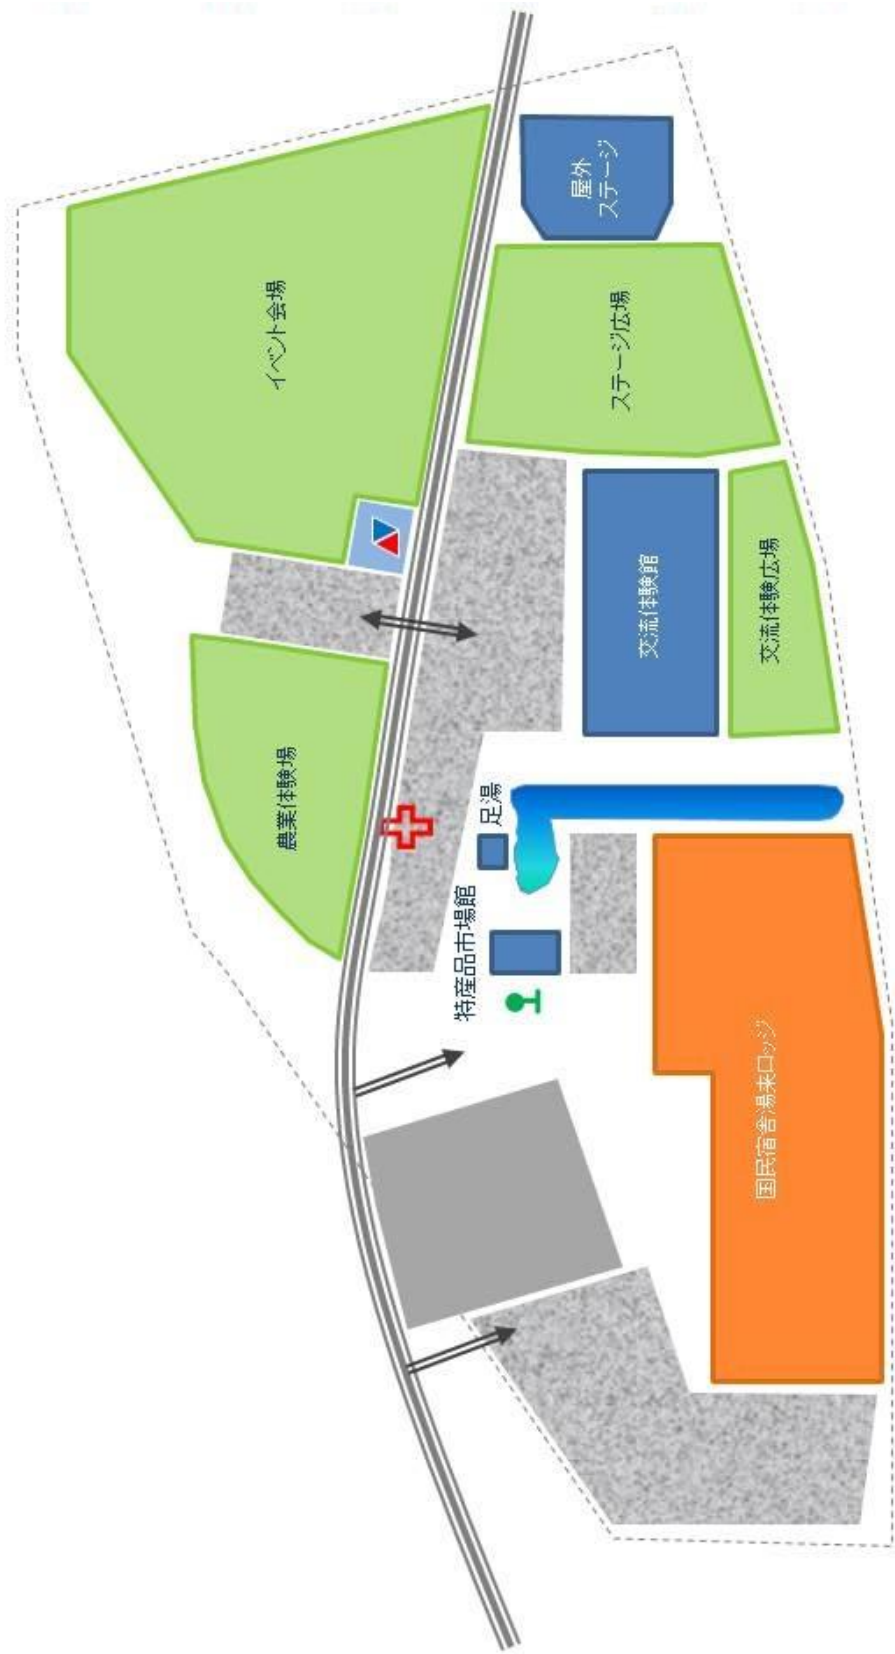 イベント会場
農業体験場
屋外
ステージ
ステージ広場
交流体験館
交流体験広場
足湯
特産品市場館
国民宿舎湯来ロッジ